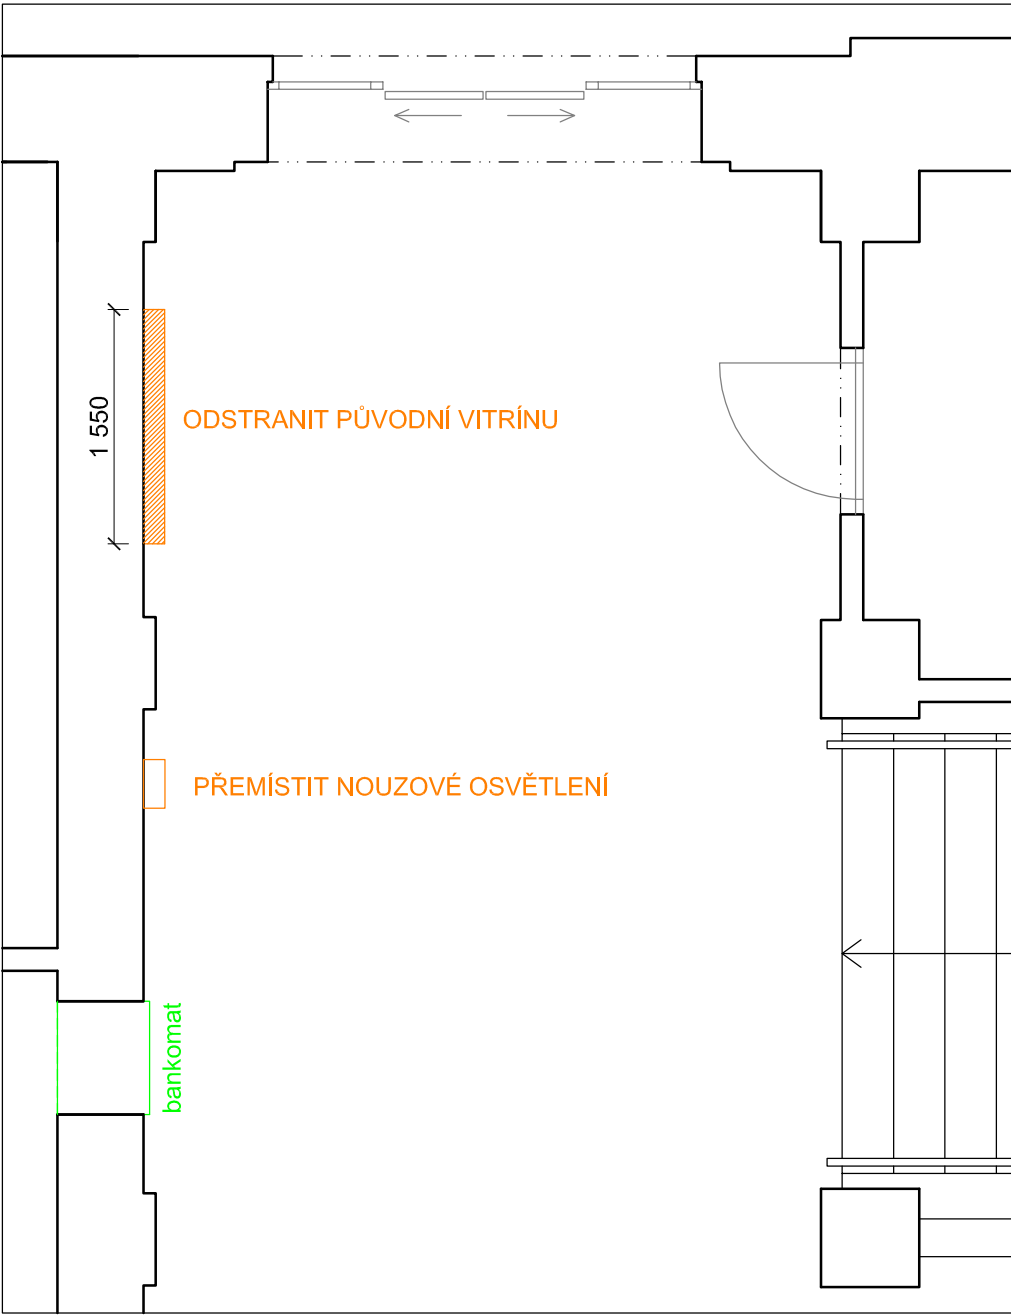 1 550
ODSTRANIT PŮVODNÍ VITRÍNU
PŘEMÍSTIT NOUZOVÉ OSVĚTLENÍ
bankomat